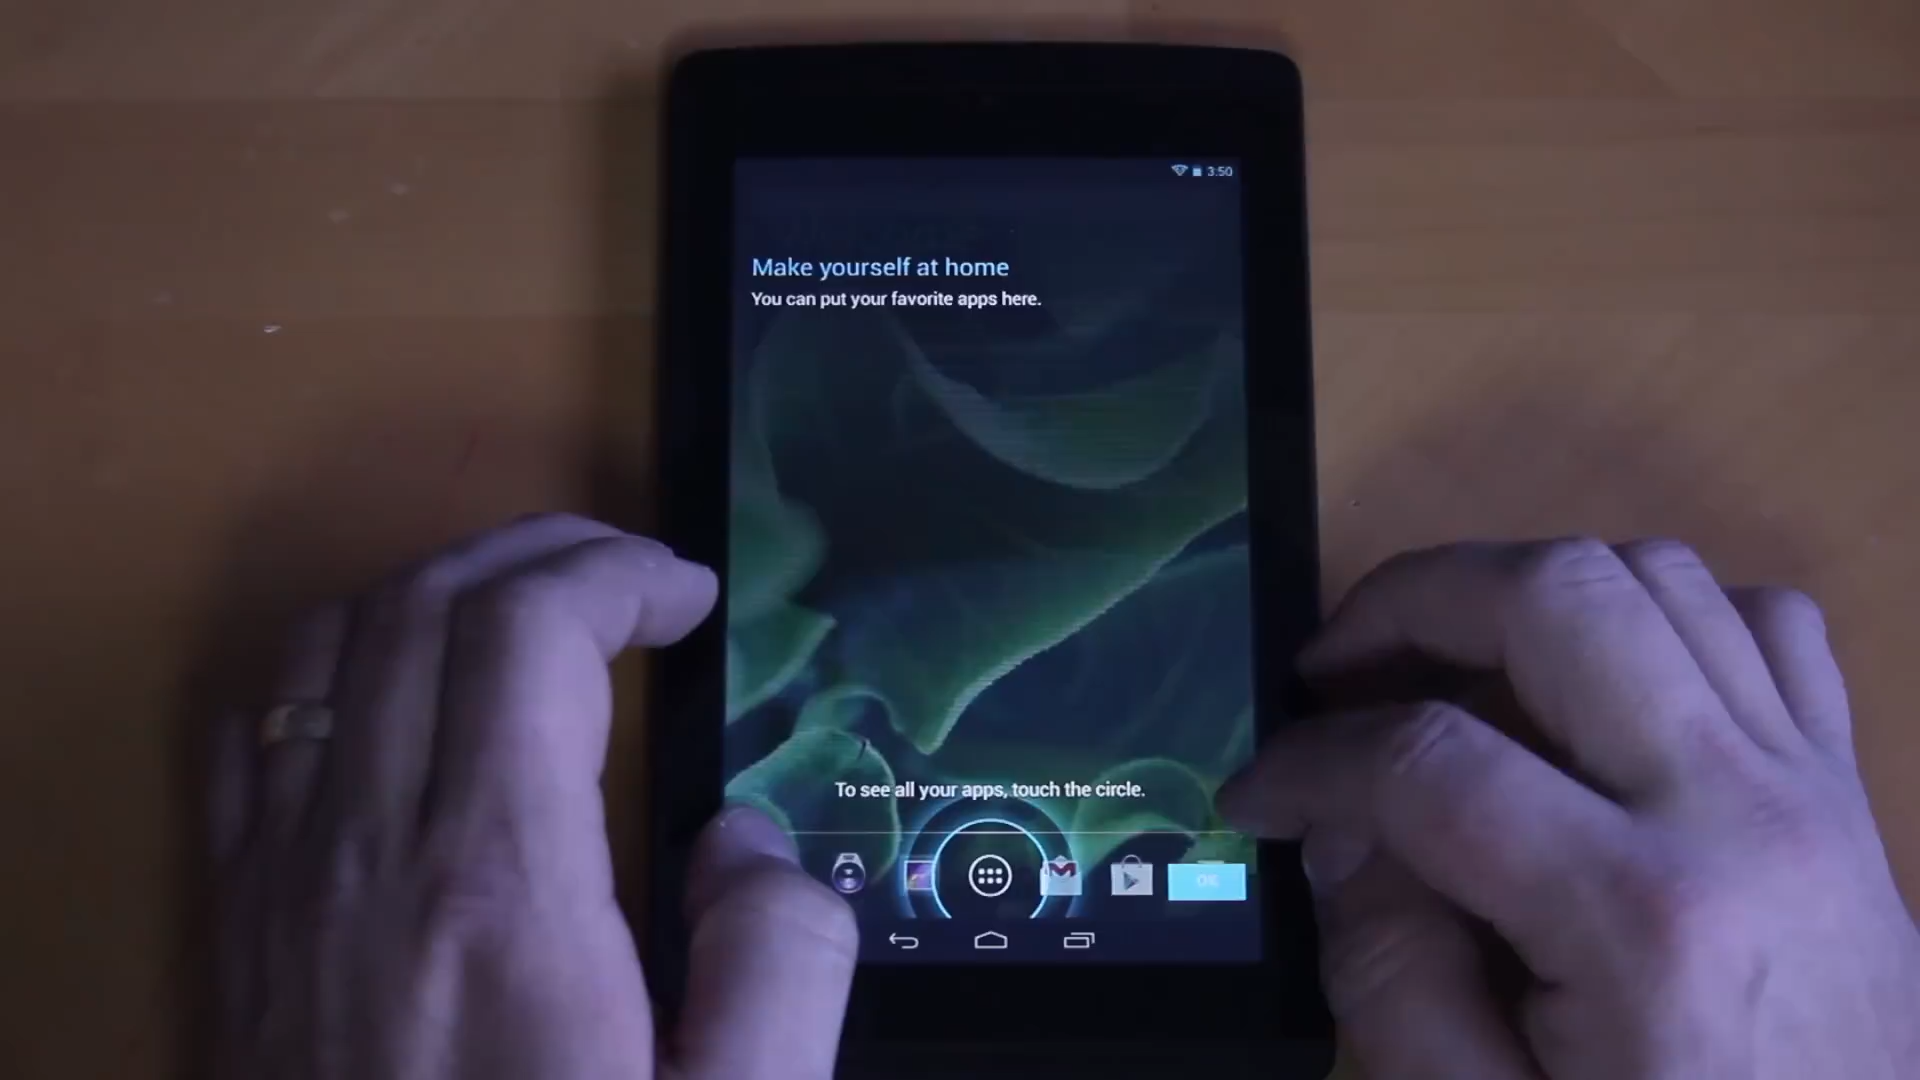 3:50
Make yourself at home
You can put your favorite apps here.
To see all your apps, touch the circle.
OK